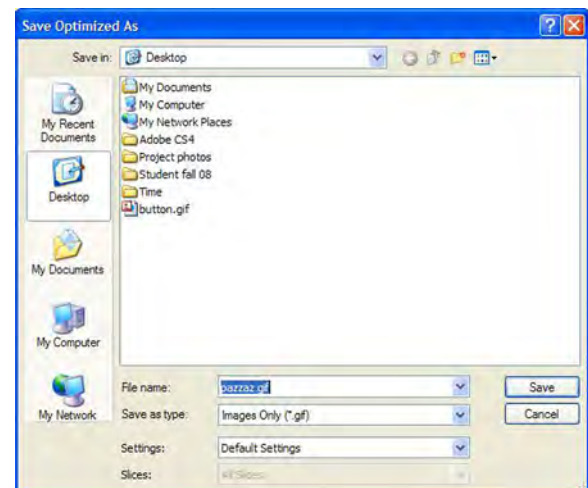 Save Optimized As
Save in:
Desktop
My Recent
Documents
Desktop
My Documents
My Computer
My Network
My Documents
My Computer
My Network Places
Adobe CS4
Project photos
Student fall 08
Time
button.gif
File name:
pazzaz.gif
Save
Save as type:
Images Only (*.gif)
Cancel
Settings:
Default Settings
Slices:
All Slices